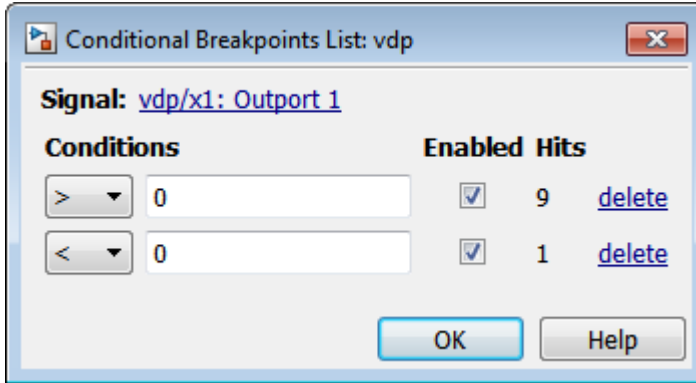 Conditional Breakpoints List: vdp
Signal: vdp/x1: Outport 1
Conditions Enabled Hits
> 0 9 delete
< 0 1 delete
OK Help